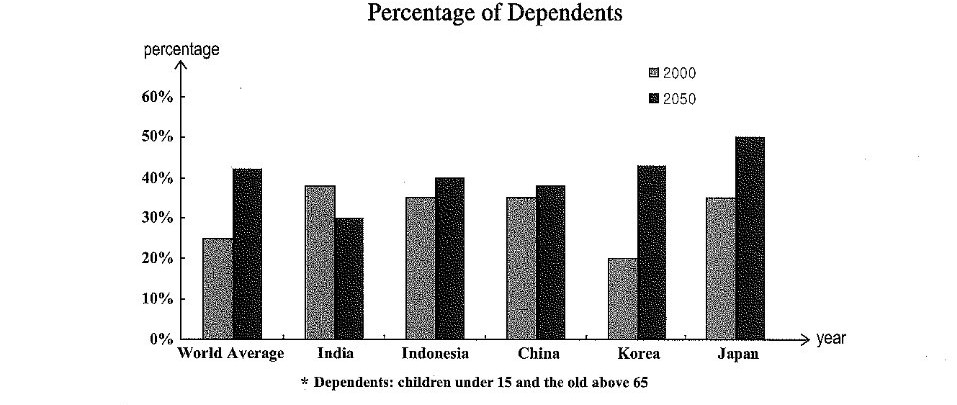 Percentage of Dependents
percentage
2000
2050
60%
50%
40%
30%
20%
10%
0%
year
World Average India Indonesia China Korea Japan
* Dependents: children under 15 and the old above 65